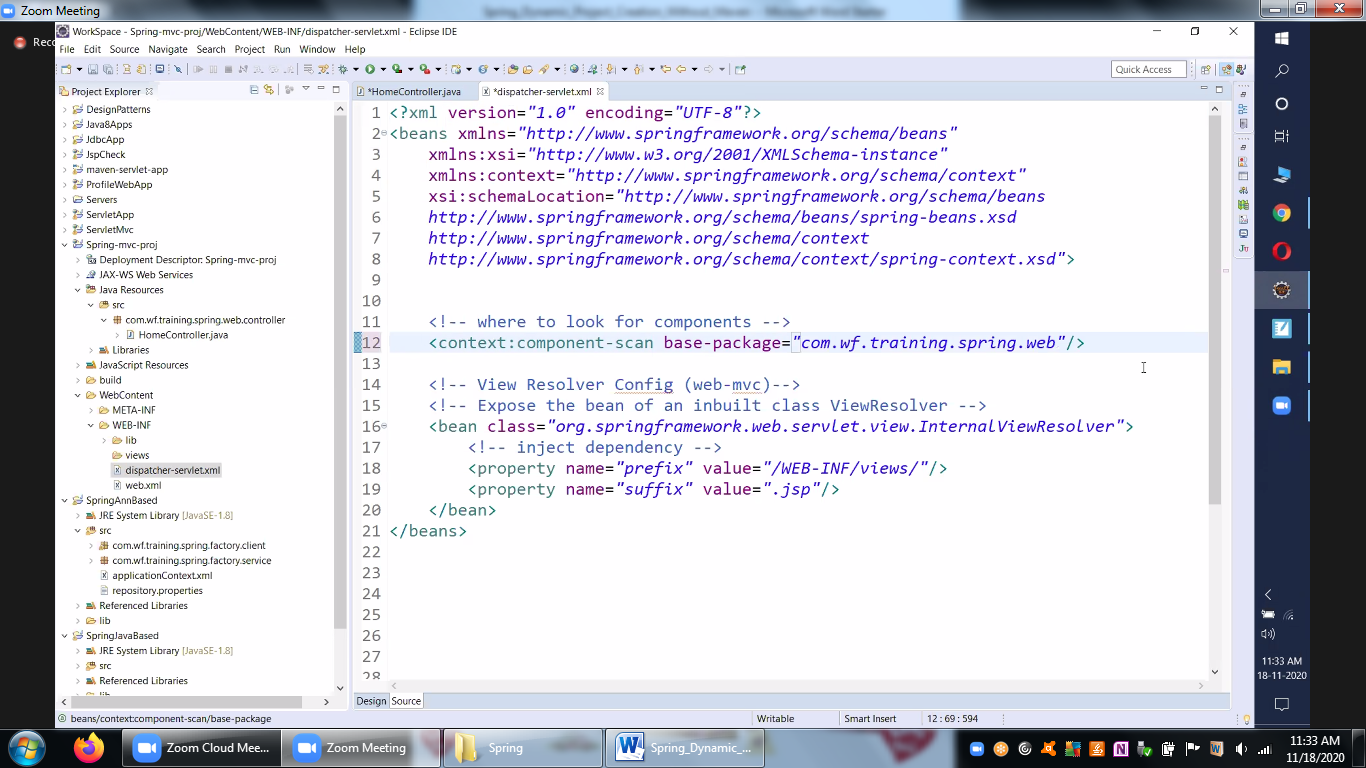 Zoom Meeting
Spring_Dynamic_Project_Creation_Without_Maven - Microsoft Word Starter
WorkSpace - Spring-mvc-proj/WebContent/WEB-INF/dispatcher-servlet.xml - Eclipse IDE
File Edit Source Navigate Search Project Run Window Help
Quick Access
Project Explorer
*HomeController.java
*dispatcher-servlet.xml
DesignPatterns
Java8Apps
JdbcApp
JspCheck
maven-servlet-app
ProfileWebApp
Servers
ServletApp
ServletMvc
Spring-mvc-proj
Deployment Descriptor: Spring-mvc-proj
JAX-WS Web Services
Java Resources
src
com.wf.training.spring.web.controller
HomeController.java
Libraries
JavaScript Resources
build
WebContent
META-INF
WEB-INF
lib
views
dispatcher-servlet.xml
web.xml
SpringAnnBased
JRE System Library [JavaSE-1.8]
src
com.wf.training.spring.factory.client
com.wf.training.spring.factory.service
applicationContext.xml
repository.properties
Referenced Libraries
lib
SpringJavaBased
JRE System Library [JavaSE-1.8]
src
Referenced Libraries
1 <?xml version="1.0" encoding="UTF-8"?>
2 <beans xmlns="http://www.springframework.org/schema/beans"
3 xmlns:xsi="http://www.w3.org/2001/XMLSchema-instance"
4 xmlns:context="http://www.springframework.org/schema/context"
5 xsi:schemaLocation="http://www.springframework.org/schema/beans
6 http://www.springframework.org/schema/beans/spring-beans.xsd
7 http://www.springframework.org/schema/context
8 http://www.springframework.org/schema/context/spring-context.xsd">
9
10
11 <!-- where to look for components -->
12 <context:component-scan base-package="com.wf.training.spring.web"/>
13
14 <!-- View Resolver Config (web-mvc)-->
15 <!-- Expose the bean of an inbuilt class ViewResolver -->
16 <bean class="org.springframework.web.servlet.view.InternalViewResolver">
17 <!-- inject dependency -->
18 <property name="prefix" value="/WEB-INF/views/"/>
19 <property name="suffix" value=".jsp"/>
20 </bean>
21 </beans>
22
23
24
25
26
27
28
Design Source
beans/context:component-scan/base-package
Writable
Smart Insert
12 : 69 : 594
11:33 AM
18-11-2020
Zoom Cloud Mee...
Zoom Meeting
Spring
Spring_Dynamic_...
11:33 AM
11/18/2020